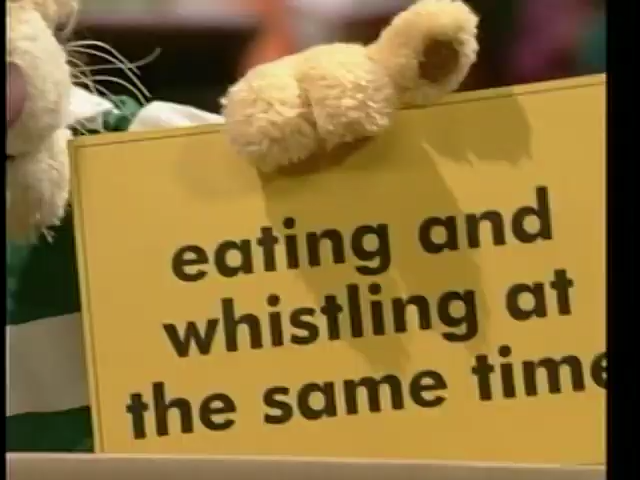 eating and
whistling at
the same time